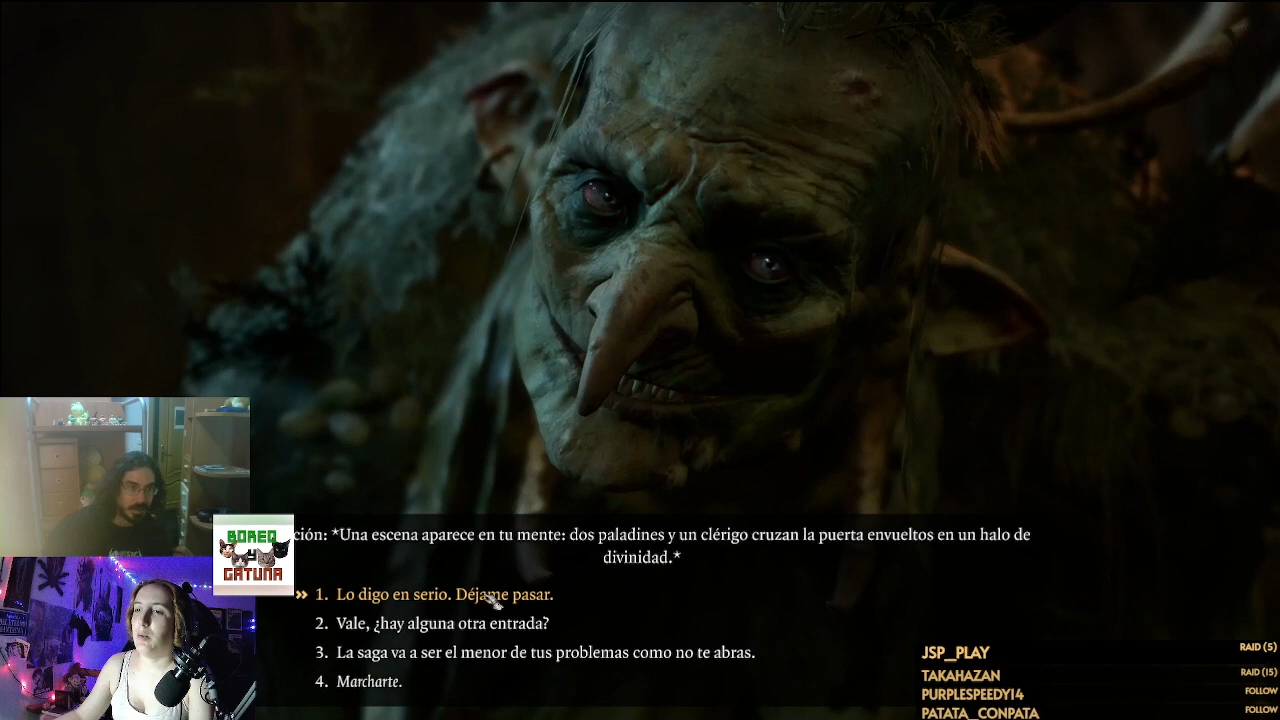 ción: *Una escena aparece en tu mente: dos paladines y un clérigo cruzan la puerta envueltos en un halo de
divinidad.*
1. Lo digo en serio. Déjame pasar.
2. Vale, ¿hay alguna otra entrada?
3. La saga va a ser el menor de tus problemas como no te abras.
4. Marcharte.
BOREO
Y
GATUNA
JSP_PLAY RAID (5)
TAKAHAZAN RAID (15)
PURPLESPEEDY14 FOLLOW
PATATA_CONPATA FOLLOW